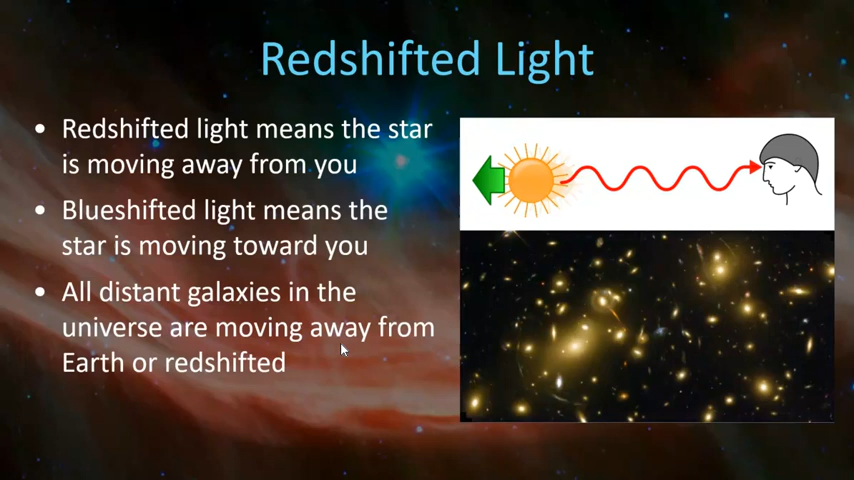 Redshifted Light
• Redshifted light means the star
is moving away from you
• Blueshifted light means the
star is moving toward you
• All distant galaxies in the
universe are moving away from
Earth or redshifted